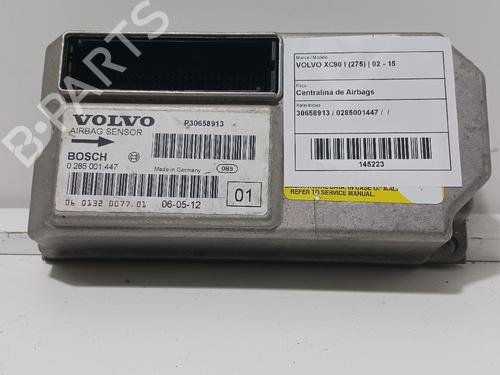 B-PARTS
VOLVO
AIRBAG SENSOR
P30658913
BOSCH
0 285 001 447
Made in Germany
085
06 0132 0077.01
06-05-12
01
Marca / Modelo
VOLVO XC90 I (275) | 02 - 15
Peça
Centralina de Airbags
Referências
30658913 / 0285001447 / /
145223
REFER TO SERVICE MANUAL.